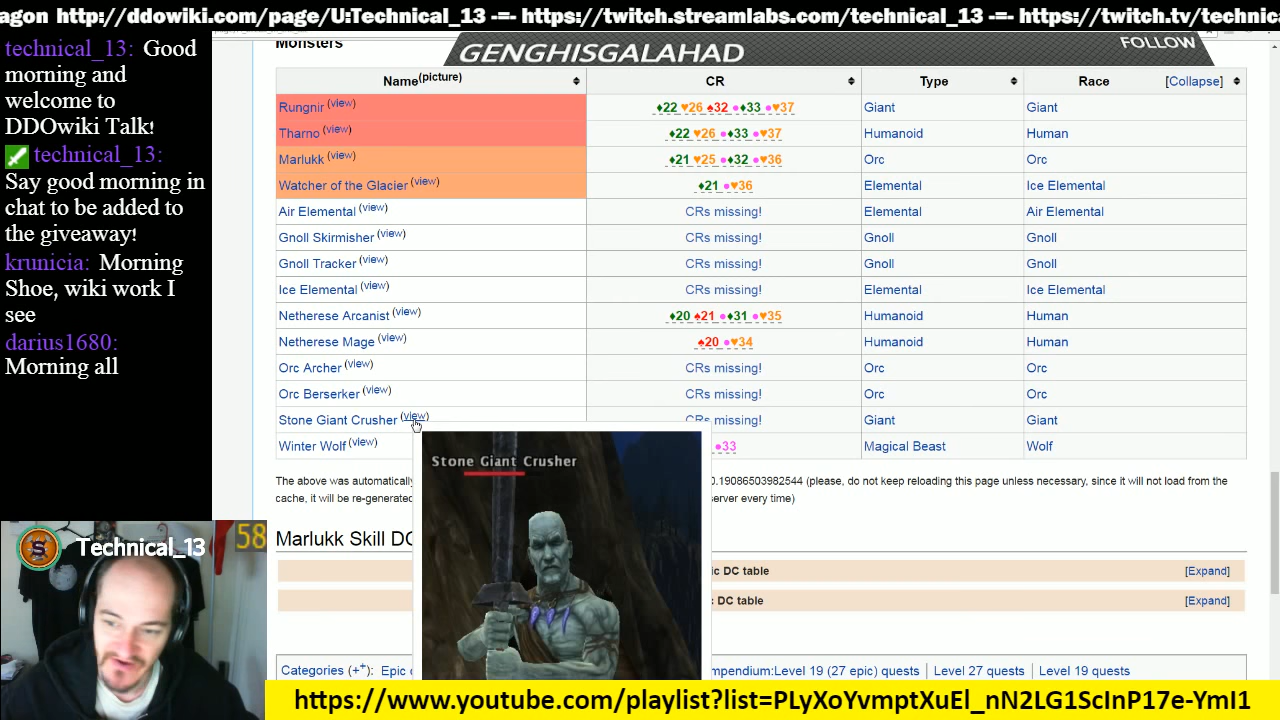 agon http://ddowiki.com/page/U:Technical_13 -=- https://twitch.streamlabs.com/technical_13 -=- https://twitch.tv/technic
technical_13: Good
morning and
welcome to
DDOwiki Talk!
technical_13:
Say good morning in
chat to be added to
the giveaway!
krunicia: Morning
Shoe, wiki work I
see
darius1680:
Morning all
Monsters
GENGHISGALAHAD
FOLLOW
Name(picture) CR Type Race [Collapse]
Rungnir (view) ♦22 ♥26 ♠32 ●♦33 ●♥37 Giant Giant
Tharno (view) ♦22 ♥26 ●♦33 ●♥37 Humanoid Human
Marlukk (view) ♦21 ♥25 ●♦32 ●♥36 Orc Orc
Watcher of the Glacier (view) ♦21 ●♥36 Elemental Ice Elemental
Air Elemental (view) CRs missing! Elemental Air Elemental
Gnoll Skirmisher (view) CRs missing! Gnoll Gnoll
Gnoll Tracker (view) CRs missing! Gnoll Gnoll
Ice Elemental (view) CRs missing! Elemental Ice Elemental
Netherese Arcanist (view) ♦20 ♠21 ●♦31 ●♥35 Humanoid Human
Netherese Mage (view) ♠20 ●♥34 Humanoid Human
Orc Archer (view) CRs missing! Orc Orc
Orc Berserker (view) CRs missing! Orc Orc
Stone Giant Crusher (view) CRs missing! Giant Giant
Winter Wolf (view) ●33 Magical Beast Wolf
Stone Giant Crusher
The above was automatically 0.19086503982544 (please, do not keep reloading this page unless necessary, since it will not load from the
cache, it will be re-generated server every time)
Marlukk Skill DC
ic DC table [Expand]
c DC table [Expand]
Categories (+⁺): Epic mpendium:Level 19 (27 epic) quests | Level 27 quests | Level 19 quests
Technical_13
58
https://www.youtube.com/playlist?list=PLyXoYvmptXuEl_nN2LG1ScInP17e-YmI1